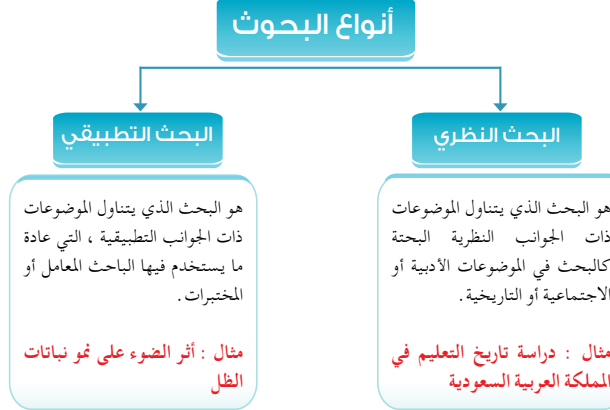 أنواع البحوث
البحث النظري
هو البحث الذي يتناول الموضوعات
ذات الجوانب النظرية البحتة
كالبحث في الموضوعات الأدبية أو
الاجتماعية أو التاريخية .
مثال : دراسة تاريخ التعليم في
المملكة العربية السعودية
البحث التطبيقي
هو البحث الذي يتناول الموضوعات
ذات الجوانب التطبيقية ، التي عادة
ما يستخدم فيها الباحث المعامل أو
المختبرات .
مثال : أثر الضوء على نمو نباتات
الظل